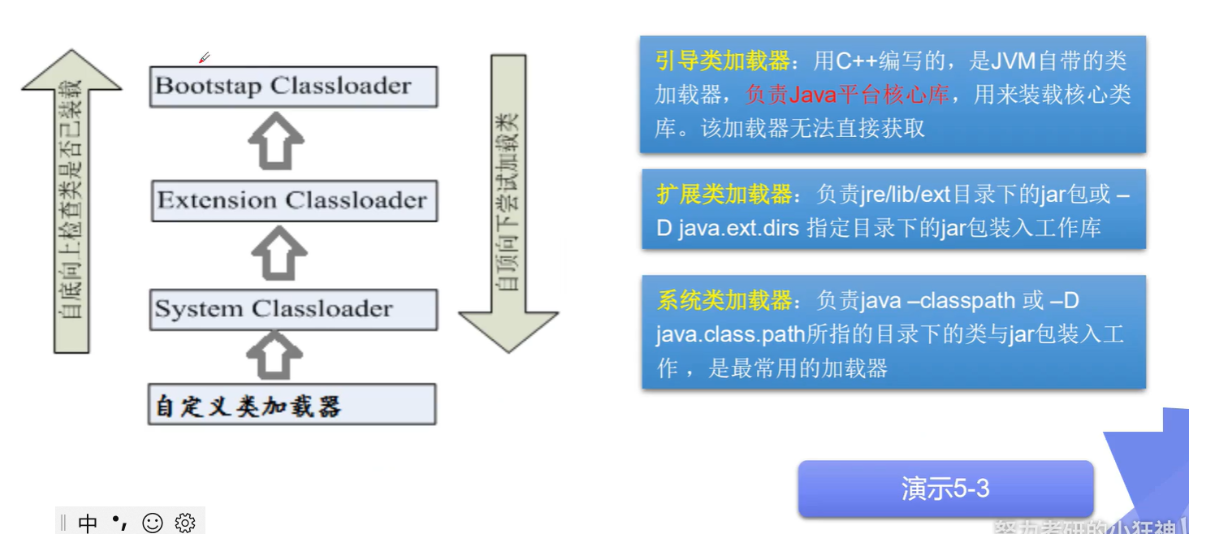 自底向上检查类是否已装载
Bootstap Classloader
Extension Classloader
System Classloader
自定义类加载器
自顶向下尝试加载类
引导类加载器：用C++编写的，是JVM自带的类
加载器，负责Java平台核心库，用来装载核心类
库。该加载器无法直接获取
扩展类加载器：负责jre/lib/ext目录下的jar包或 –
D java.ext.dirs 指定目录下的jar包装入工作库
系统类加载器：负责java –classpath 或 –D
java.class.path所指的目录下的类与jar包装入工
作 ，是最常用的加载器
演示5-3
中
努力考研的小狂神